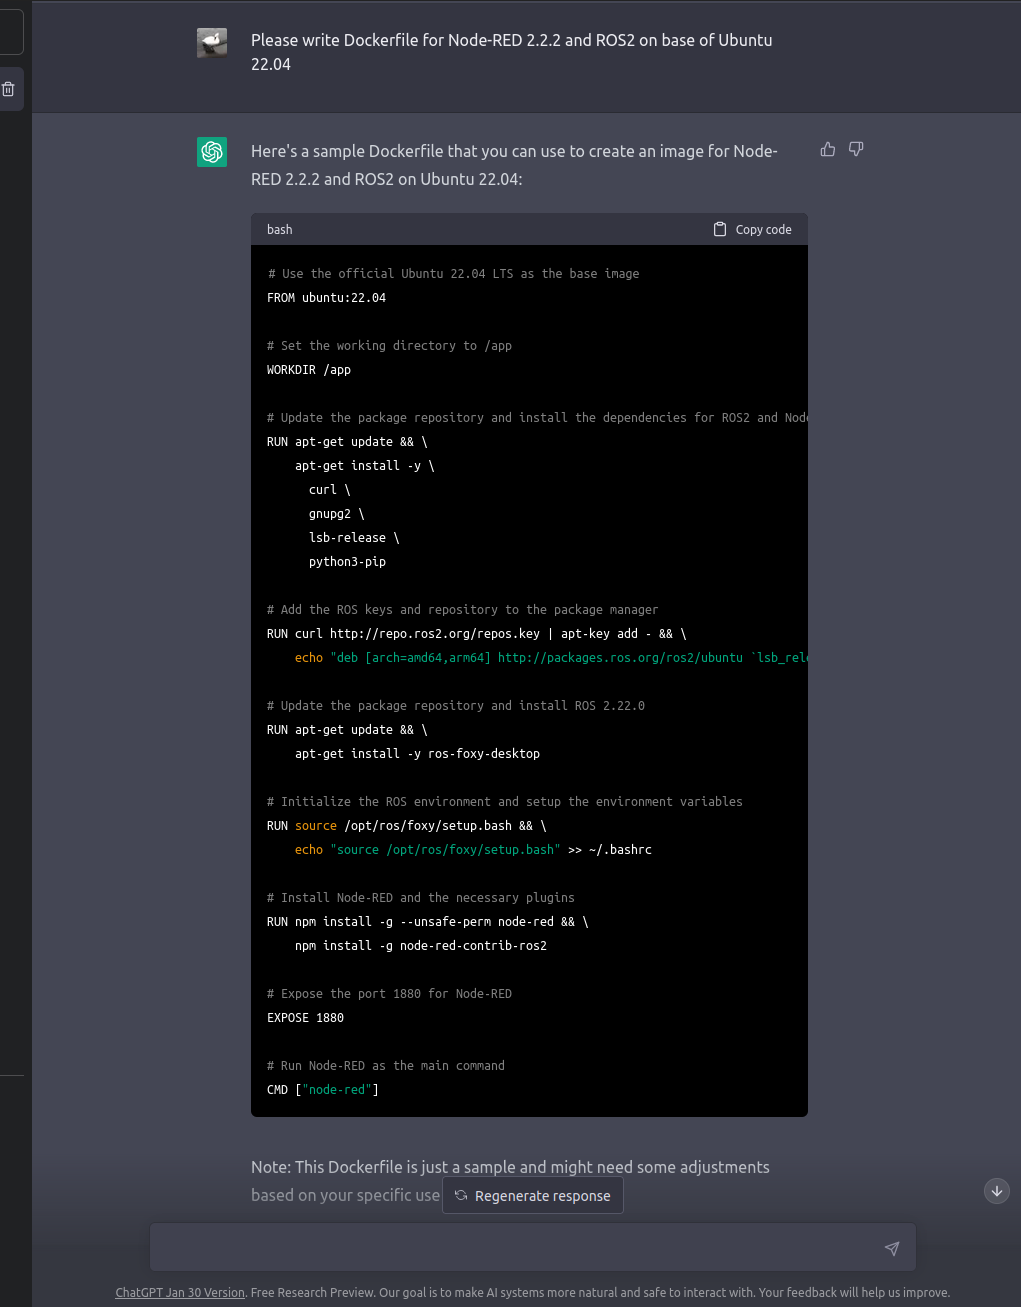 Please write Dockerfile for Node-RED 2.2.2 and ROS2 on base of Ubuntu
22.04
Here's a sample Dockerfile that you can use to create an image for Node-
RED 2.2.2 and ROS2 on Ubuntu 22.04:
bash
Copy code
# Use the official Ubuntu 22.04 LTS as the base image
FROM ubuntu:22.04
# Set the working directory to /app
WORKDIR /app
# Update the package repository and install the dependencies for ROS2 and Node
RUN apt-get update && \
apt-get install -y \
curl \
gnupg2 \
lsb-release \
python3-pip
# Add the ROS keys and repository to the package manager
RUN curl http://repo.ros2.org/repos.key | apt-key add - && \
echo "deb [arch=amd64,arm64] http://packages.ros.org/ros2/ubuntu `lsb_rele
# Update the package repository and install ROS 2.22.0
RUN apt-get update && \
apt-get install -y ros-foxy-desktop
# Initialize the ROS environment and setup the environment variables
RUN source /opt/ros/foxy/setup.bash && \
echo "source /opt/ros/foxy/setup.bash" >> ~/.bashrc
# Install Node-RED and the necessary plugins
RUN npm install -g --unsafe-perm node-red && \
npm install -g node-red-contrib-ros2
# Expose the port 1880 for Node-RED
EXPOSE 1880
# Run Node-RED as the main command
CMD ["node-red"]
Note: This Dockerfile is just a sample and might need some adjustments
based on your specific use
Regenerate response
ChatGPT Jan 30 Version. Free Research Preview. Our goal is to make AI systems more natural and safe to interact with. Your feedback will help us improve.